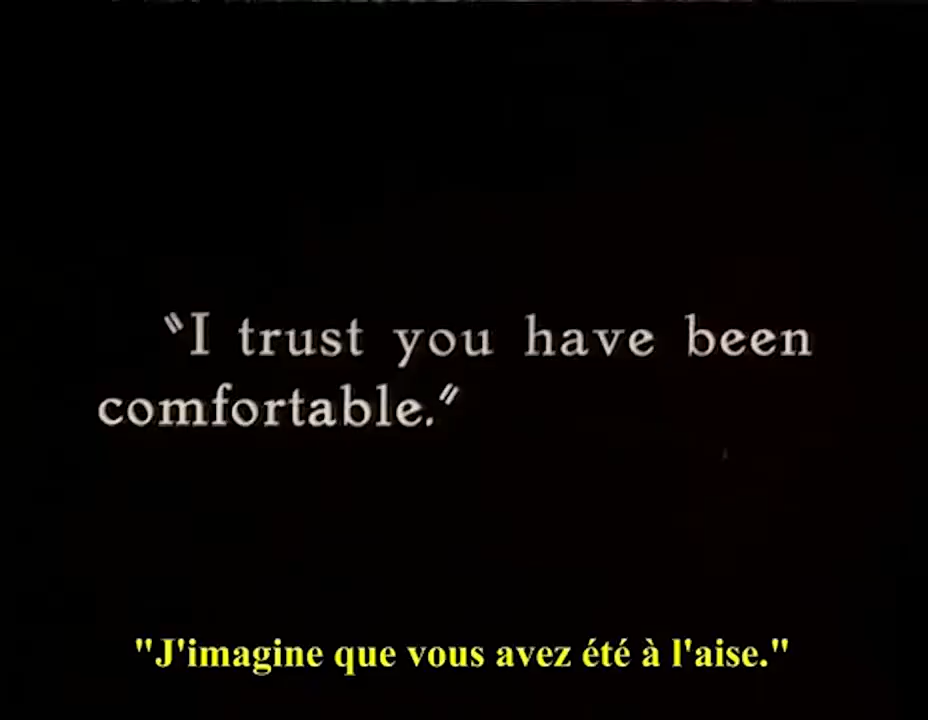 "I trust you have been
comfortable."
"J'imagine que vous avez été à l'aise."